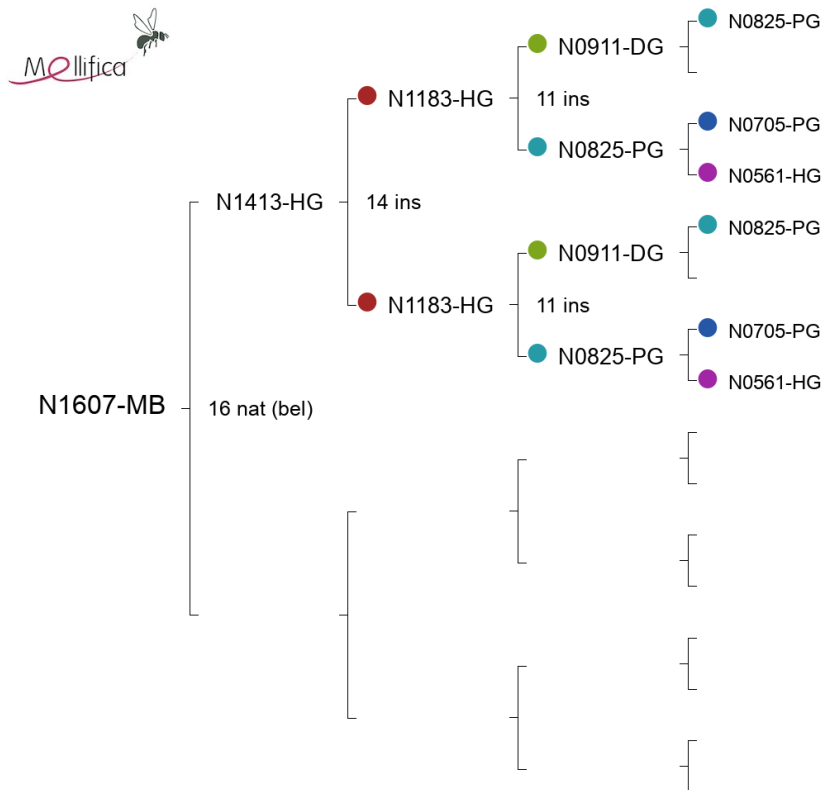 Mellifica
N0825-PG
N0911-DG
N1183-HG
11 ins
N0705-PG
N0825-PG
N0561-HG
N1413-HG
14 ins
N0825-PG
N0911-DG
N1183-HG
11 ins
N0705-PG
N0825-PG
N0561-HG
N1607-MB
16 nat (bel)